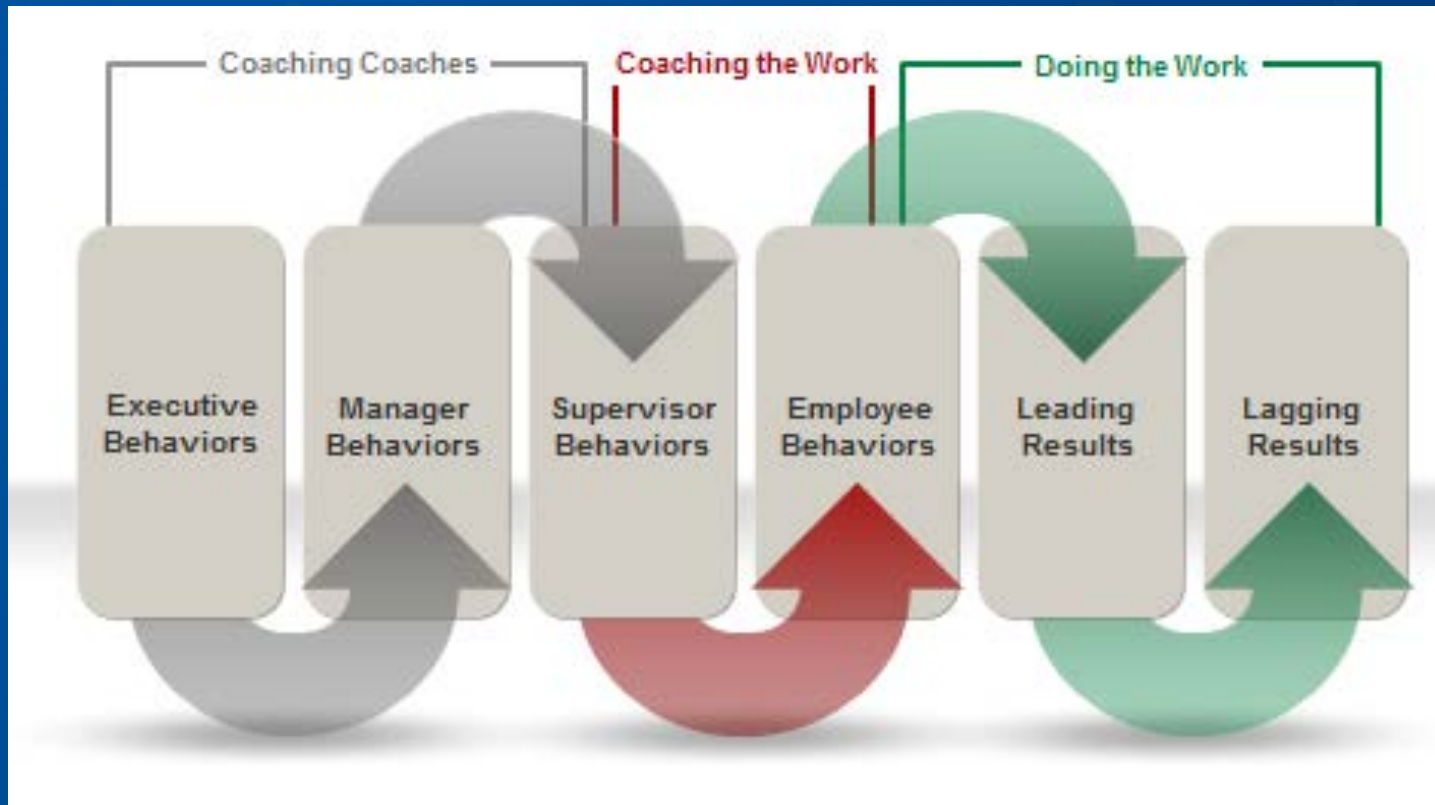 Coaching Coaches
Coaching the Work
Doing the Work
Executive
Behaviors
Manager
Behaviors
Supervisor
Behaviors
Employee
Behaviors
Leading
Results
Lagging
Results